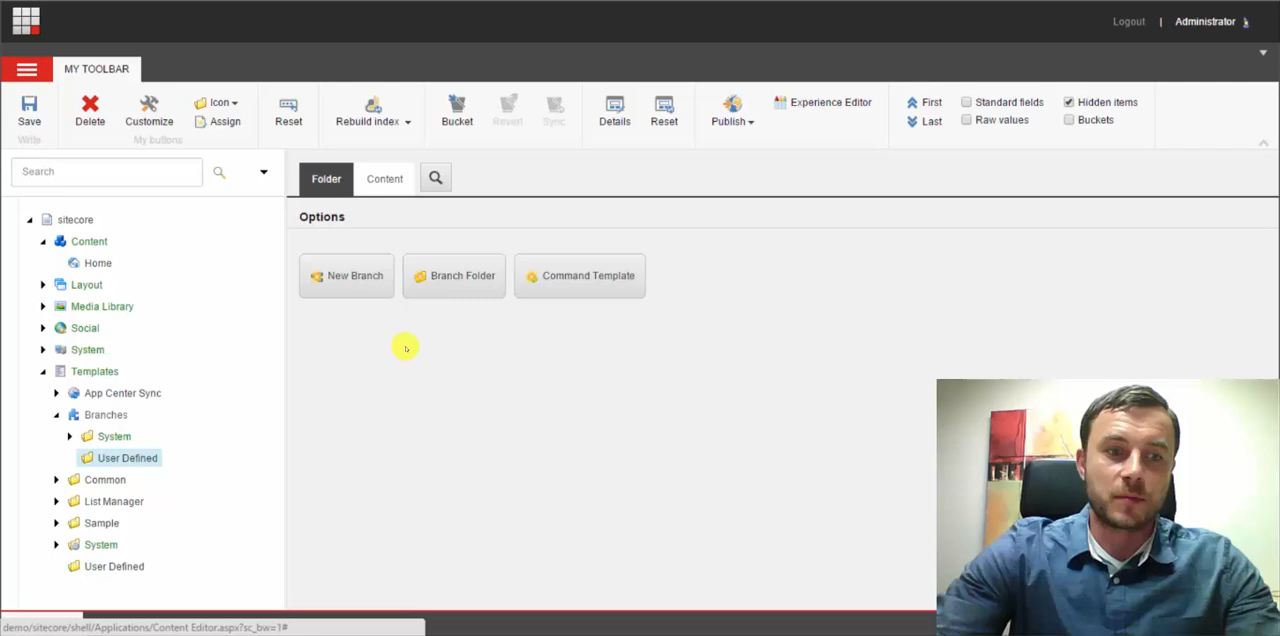 Logout | Administrator
MY TOOLBAR
Save
Delete
Customize
Icon
Assign
Reset
Rebuild index
Bucket
Revert
Sync
Details
Reset
Publish
Experience Editor
First
Last
Standard fields
Raw values
Hidden items
Buckets
Write
My buttons
Search
Folder
Content
Options
New Branch
Branch Folder
Command Template
sitecore
Content
Home
Layout
Media Library
Social
System
Templates
App Center Sync
Branches
System
User Defined
Common
List Manager
Sample
System
User Defined
demo/sitecore/shell/Applications/Content Editor.aspx?sc_bw=1#